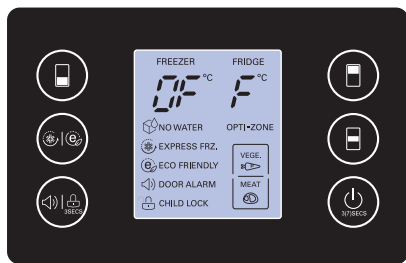 FREEZER FRIDGE
OF °C F °C
NO WATER OPTI-ZONE
EXPRESS FRZ.
ECO FRIENDLY
DOOR ALARM
CHILD LOCK
VEGE.
MEAT
e
e
3SECS
3(7)SECS